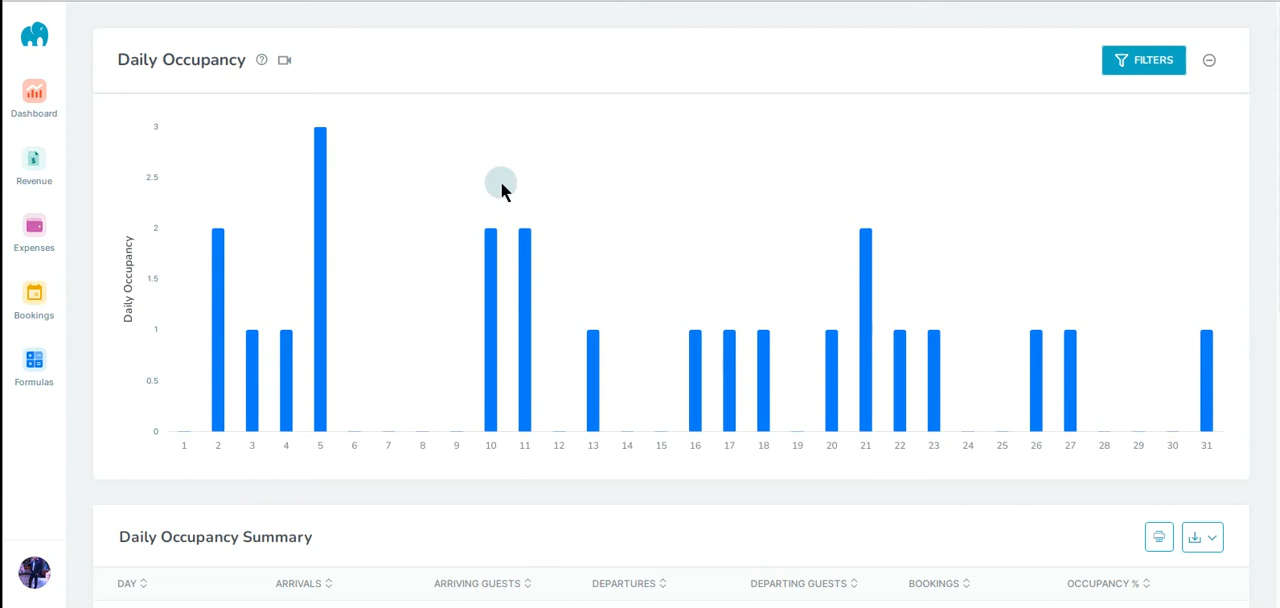 Daily Occupancy
FILTERS
Dashboard
Revenue
Expenses
Bookings
Formulas
Daily Occupancy
3
2.5
2
1.5
1
0.5
0
1 2 3 4 5 6 7 8 9 10 11 12 13 14 15 16 17 18 19 20 21 22 23 24 25 26 27 28 29 30 31
Daily Occupancy Summary
DAY ARRIVALS ARRIVING GUESTS DEPARTURES DEPARTING GUESTS BOOKINGS OCCUPANCY %